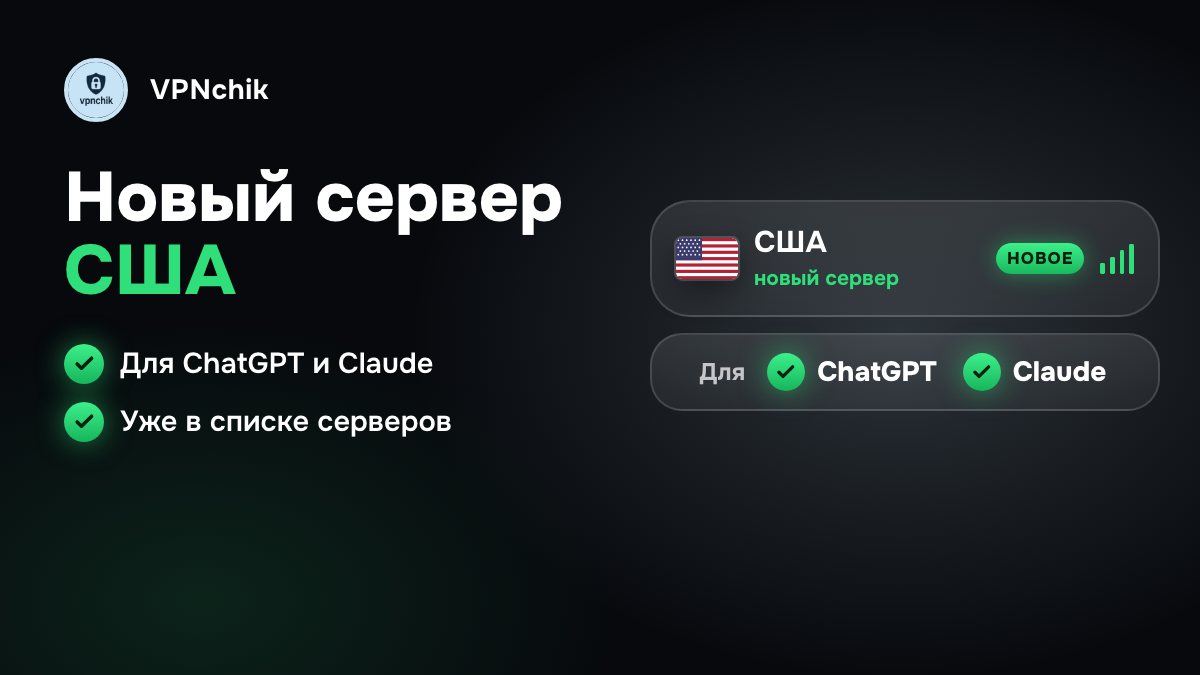 vpnchik
VPNchik
Новый сервер
США
Для ChatGPT и Claude
Уже в списке серверов
США
новый сервер
НОВОЕ
Для ChatGPT Claude